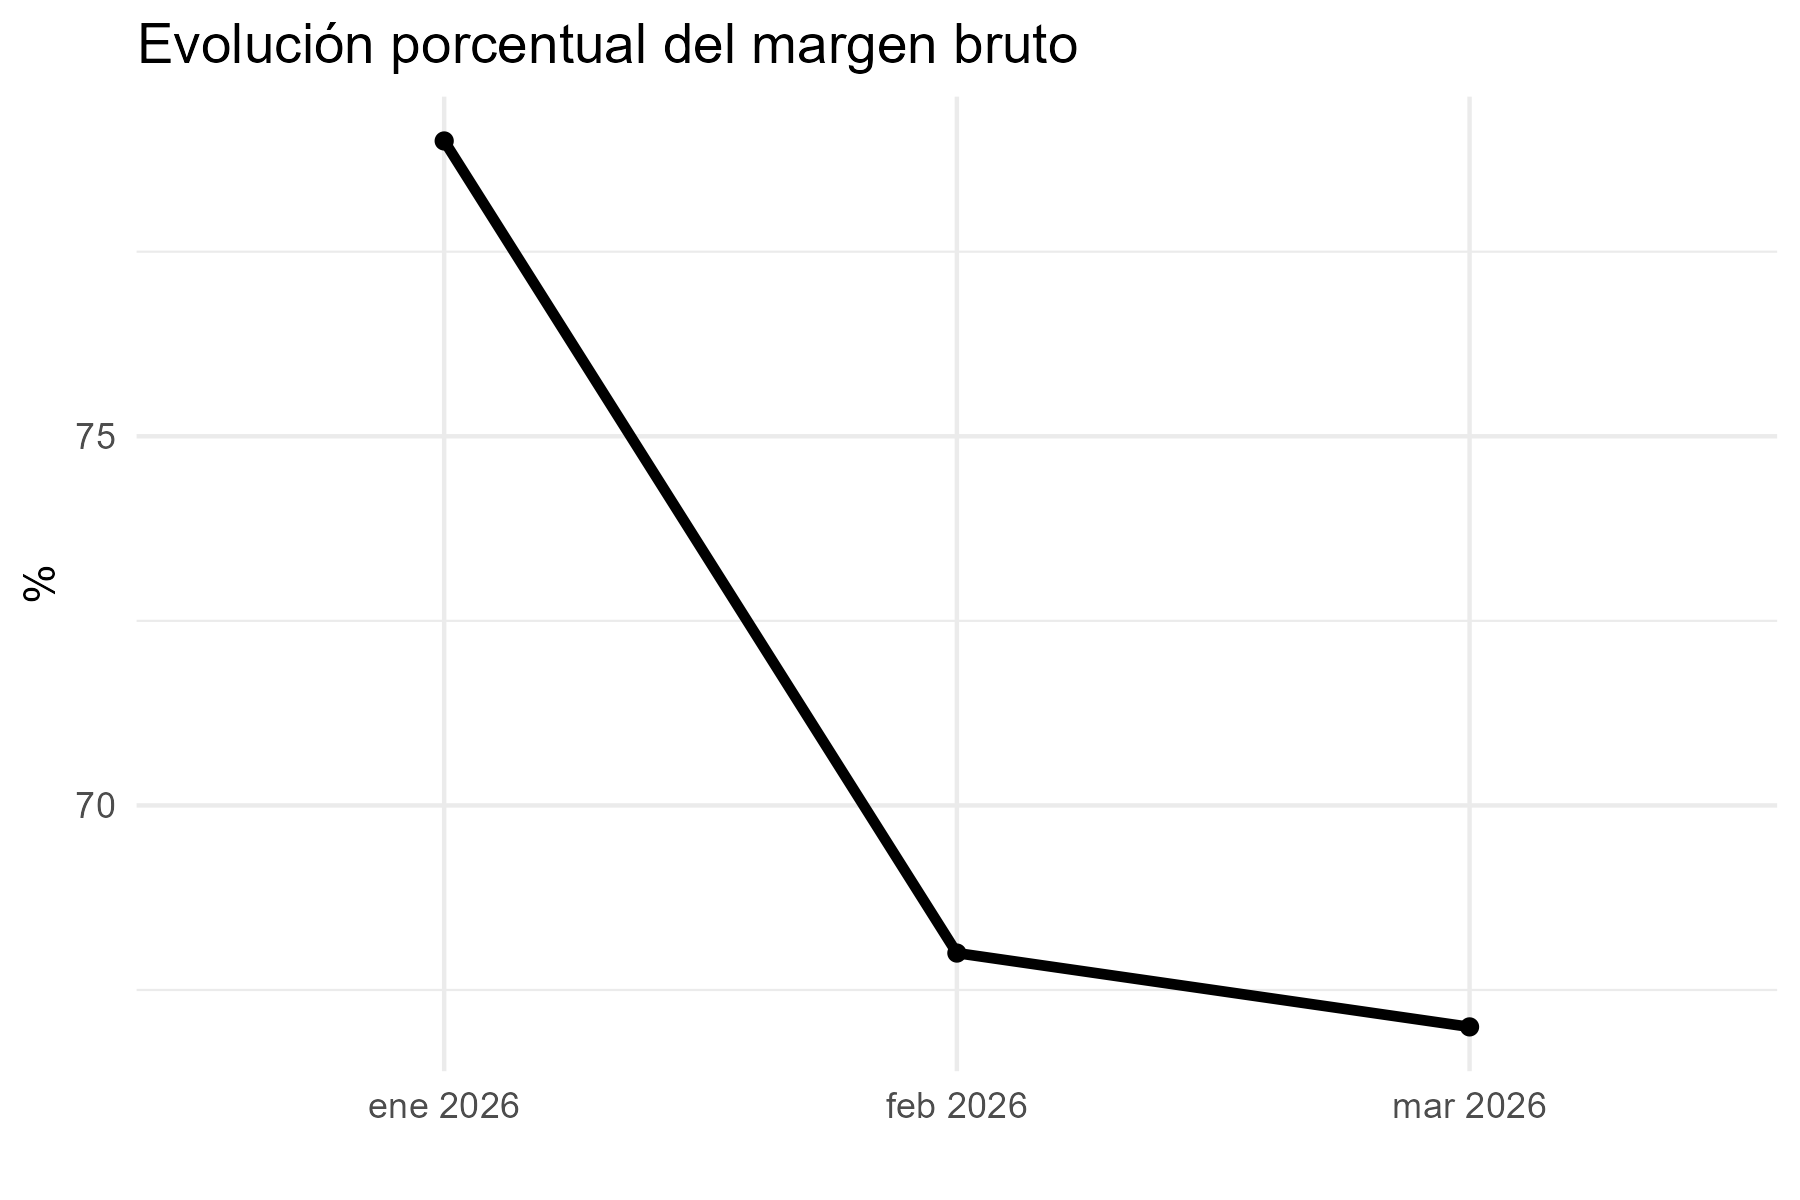 Evolución porcentual del margen bruto
%
75
70
ene 2026
feb 2026
mar 2026